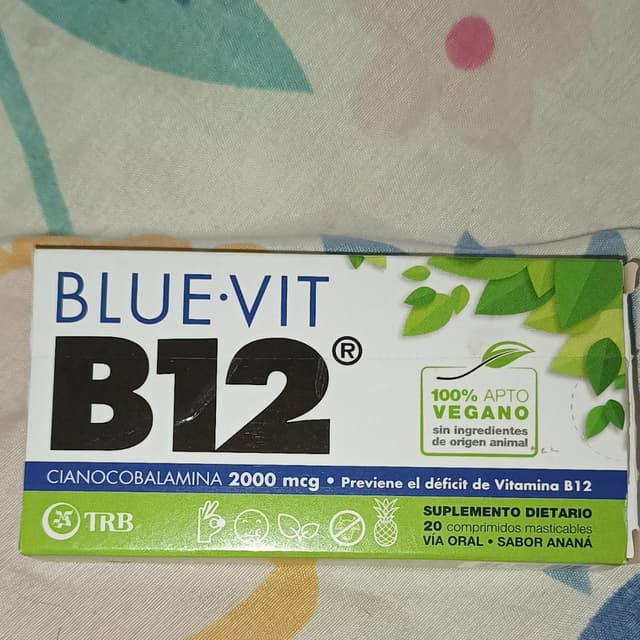 BLUE·VIT
B12®
100% APTO
VEGANO
sin ingredientes
de origen animal
CIANOCOBALAMINA 2000 mcg • Previene el déficit de Vitamina B12
TRB
SUPLEMENTO DIETARIO
20 comprimidos masticables
VÍA ORAL • SABOR ANANÁ